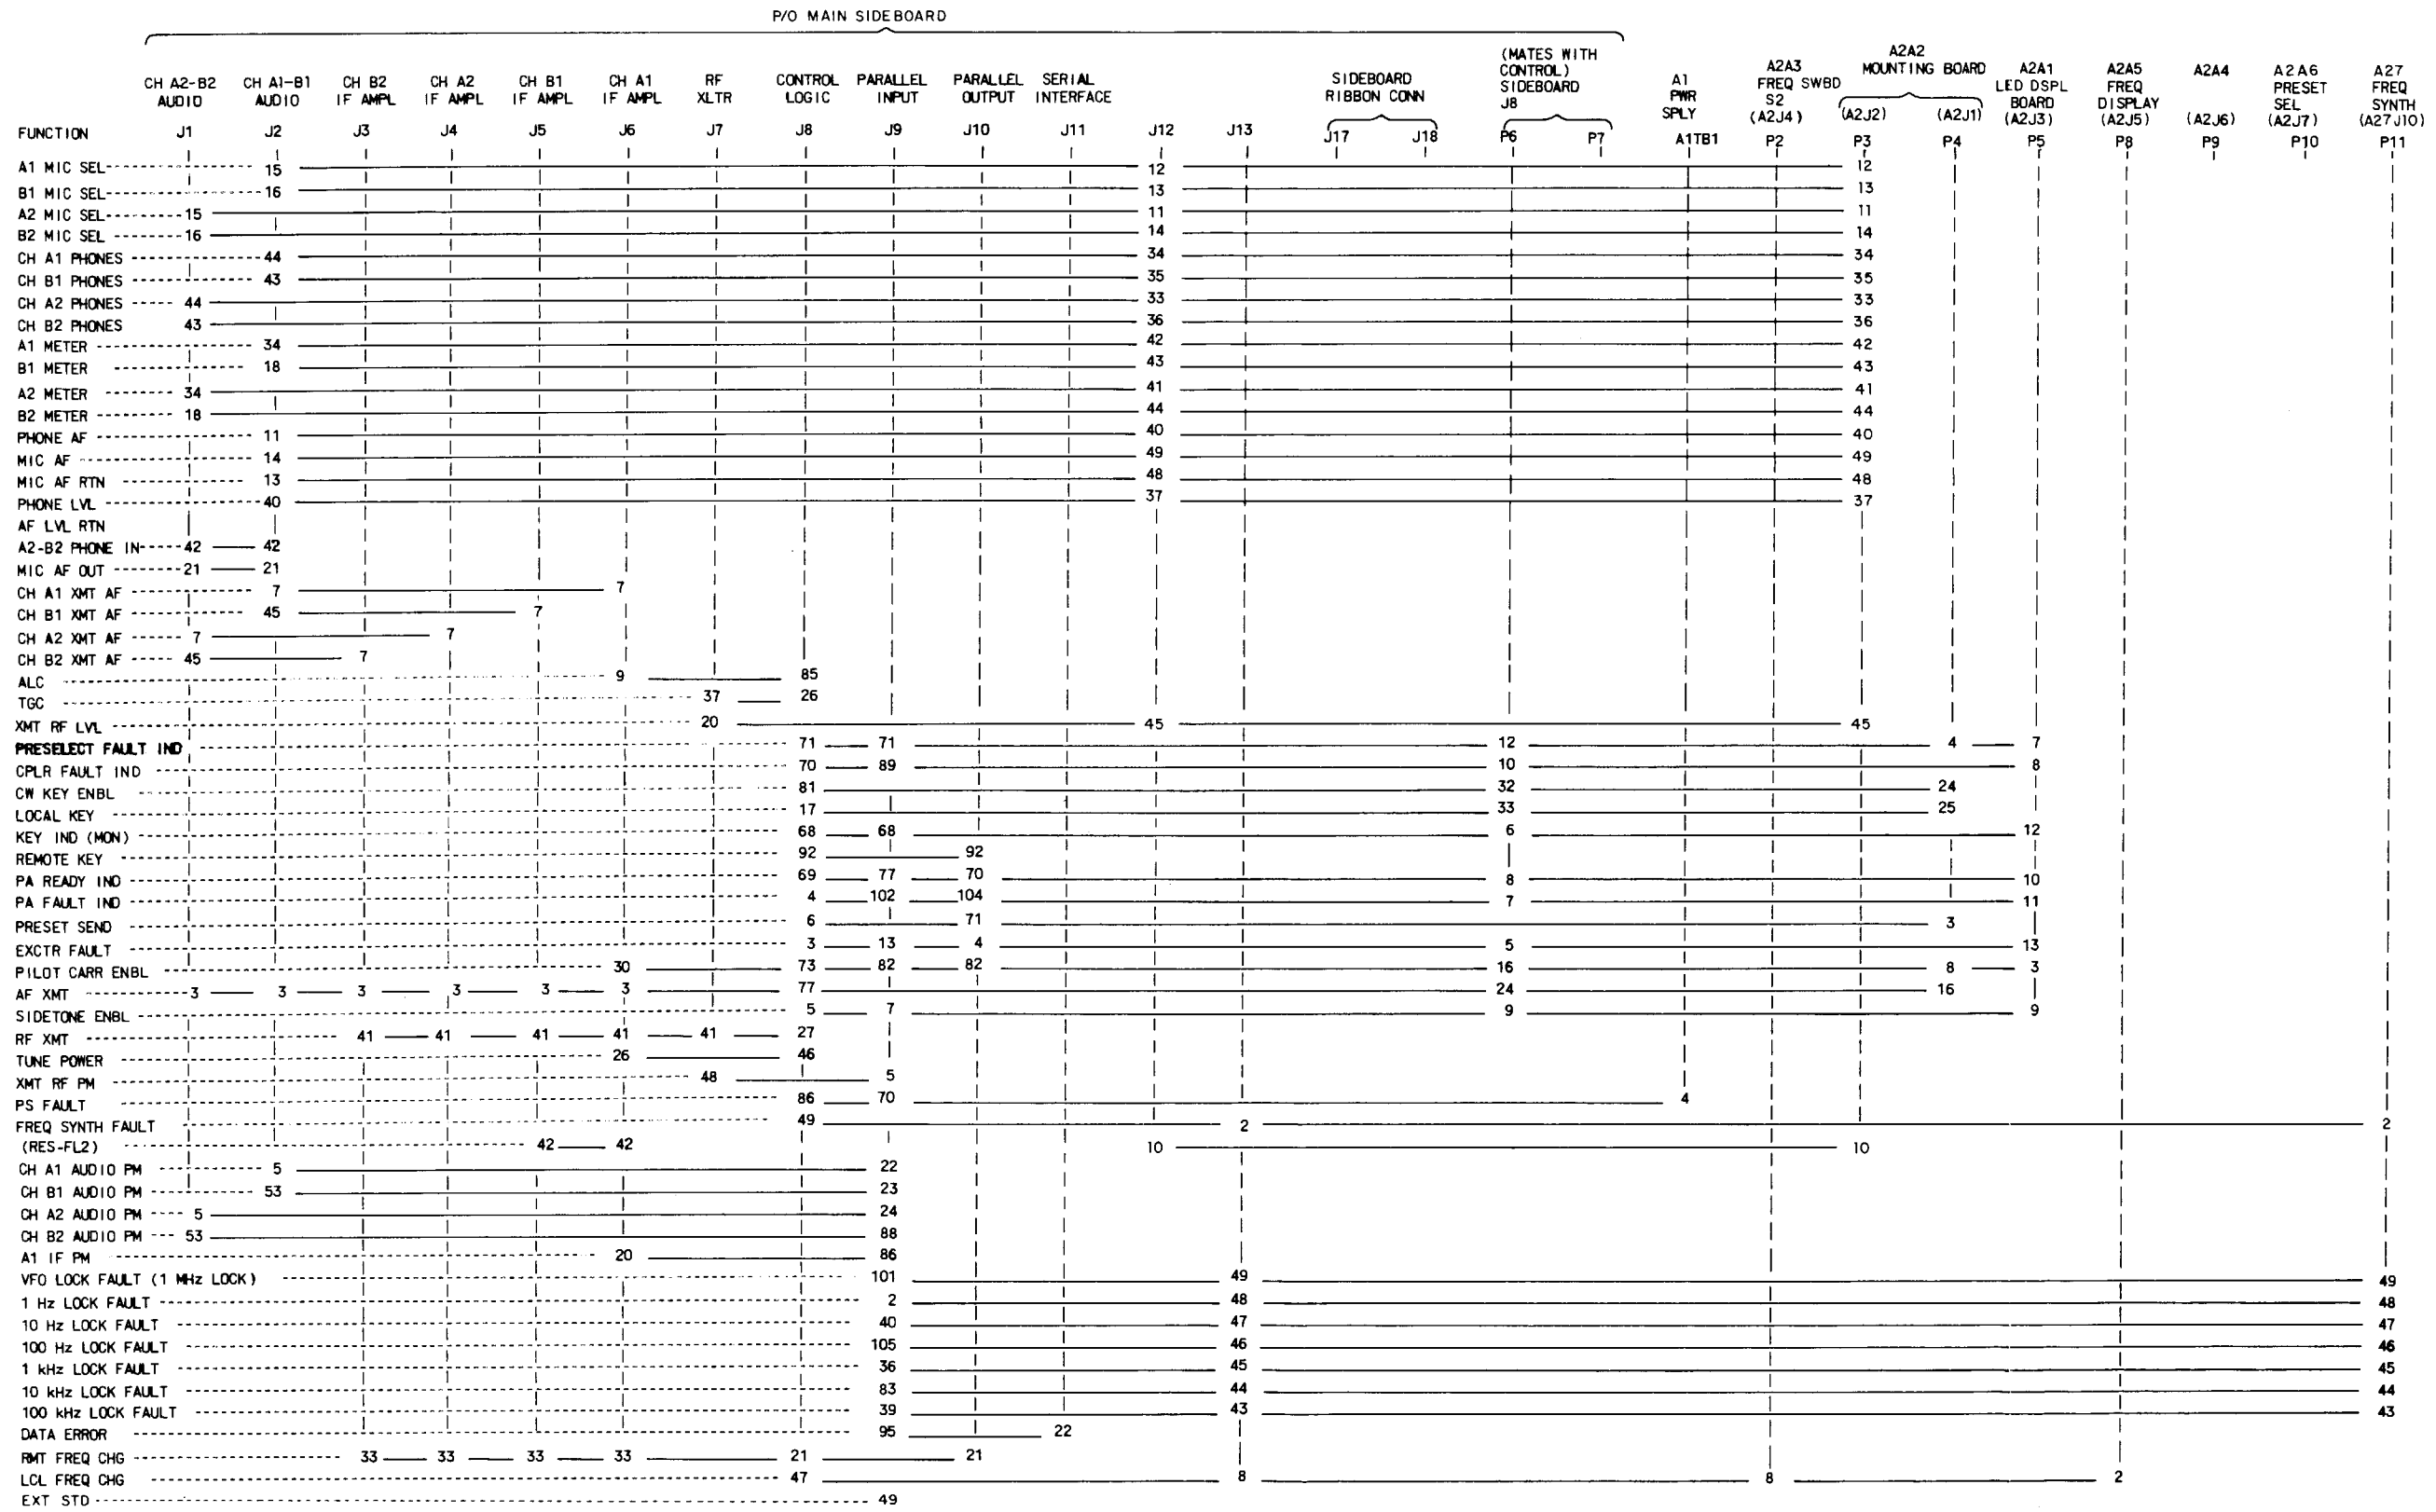 P/O MAIN SIDEBOARD
(MATES WITH
CONTROL)
SIDEBOARD
J8
A2A2
MOUNTING BOARD
CH A2-B2
AUDIO
CH A1-B1
AUDIO
CH B2
IF AMPL
CH A2
IF AMPL
CH B1
IF AMPL
CH A1
IF AMPL
RF
XLTR
CONTROL
LOGIC
PARALLEL
INPUT
PARALLEL
OUTPUT
SERIAL
INTERFACE
SIDEBOARD
RIBBON CONN
A1
PWR
SPLY
A2A3
FREQ SWBD
S2
(A2J4)
(A2J2)
(A2J1)
A2A1
LED DSPL
BOARD
(A2J3)
A2A5
FREQ
DISPLAY
(A2J5)
A2A4
(A2J6)
A2A6
PRESET
SEL
(A2J7)
A27
FREQ
SYNTH
(A27J10)
FUNCTION J1 J2 J3 J4 J5 J6 J7 J8 J9 J10 J11 J12 J13 J17 J18 P6 P7 A1TB1 P2 P3 P4 P5 P8 P9 P10 P11
A1 MIC SEL 15 12 12
B1 MIC SEL 16 13 13
A2 MIC SEL 15 11 11
B2 MIC SEL 16 14 14
CH A1 PHONES 44 34 34
CH B1 PHONES 43 35 35
CH A2 PHONES 44 33 33
CH B2 PHONES 43 36 36
A1 METER 34 42 42
B1 METER 18 43 43
A2 METER 34 41 41
B2 METER 18 44 44
PHONE AF 11 40 40
MIC AF 14 49 49
MIC AF RTN 13 48 48
PHONE LVL 40 37 37
AF LVL RTN
A2-B2 PHONE IN 42 42
MIC AF OUT 21 21
CH A1 XMT AF 7 7
CH B1 XMT AF 45 7
CH A2 XMT AF 7 7
CH B2 XMT AF 45 7
ALC 9 85
TGC 37 26
XMT RF LVL 20 45 45
PRESELECT FAULT IND 71 71 12 4 7
CPLR FAULT IND 70 89 10 8
CW KEY ENBL 81 32 24
LOCAL KEY 17 33 25
KEY IND (MON) 68 68 6 12
REMOTE KEY 92 92
PA READY IND 69 77 70 8 10
PA FAULT IND 4 102 104 7 11
PRESET SEND 6 71 3
EXCTR FAULT 3 13 4 5 13
PILOT CARR ENBL 30 73 82 82 16 8 3
AF XMT 3 3 3 3 3 3 77 24 16
SIDETONE ENBL 5 7 9 9
RF XMT 41 41 41 41 41 27
TUNE POWER 26 46
XMT RF PM 48 5
PS FAULT 86 70 4
FREQ SYNTH FAULT 49 2 2
(RES-FL2) 42 42 10 10
CH A1 AUDIO PM 5 22
CH B1 AUDIO PM 53 23
CH A2 AUDIO PM 5 24
CH B2 AUDIO PM 53 88
A1 IF PM 20 86
VFO LOCK FAULT (1 MHz LOCK) 101 49 49
1 Hz LOCK FAULT 2 48 48
10 Hz LOCK FAULT 40 47 47
100 Hz LOCK FAULT 105 46 46
1 kHz LOCK FAULT 36 45 45
10 kHz LOCK FAULT 83 44 44
100 kHz LOCK FAULT 39 43 43
DATA ERROR 95 22
RMT FREQ CHG 33 33 33 33 21 21
LCL FREQ CHG 47 8 8 2
EXT STD 49